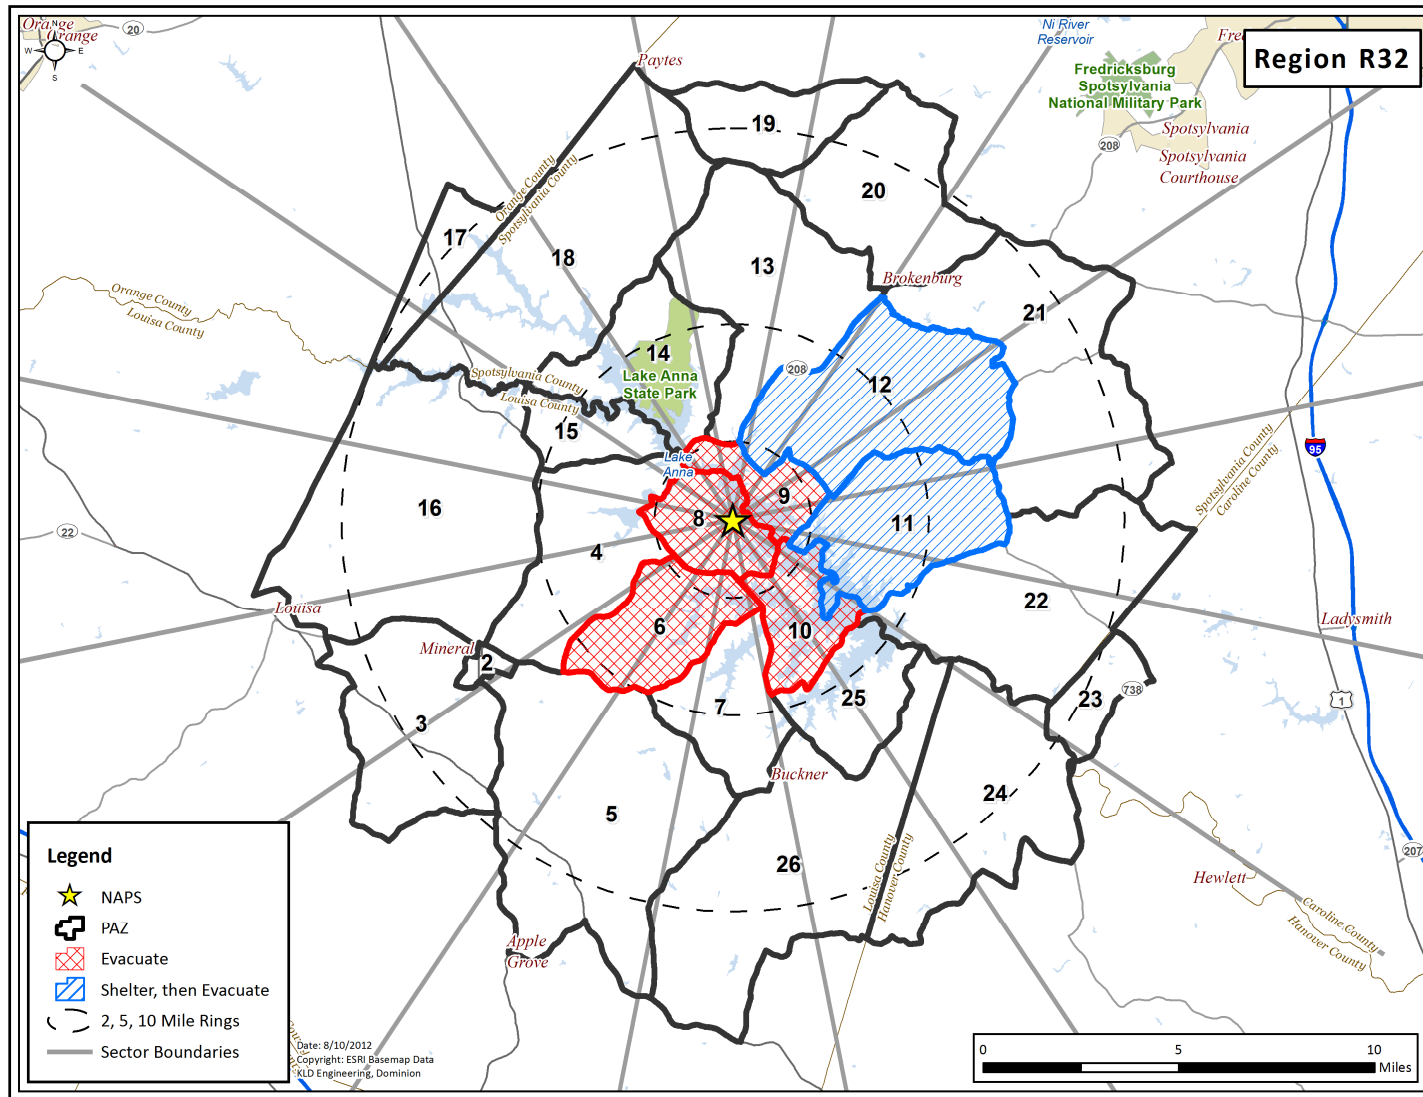 Orange
Orange
20
N
W
E
S
Paytes
Ni River
Reservoir
Region R32
Fredricksburg
Spotsylvania
National Military Park
208
Spotsylvania
Spotsylvania
Courthouse
19
20
Orange County
Spotsylvania County
17
18
13
Brokenburg
21
Orange County
Louisa County
14
Lake Anna
State Park
208
12
Spotsylvania County
Louisa County
15
Lake
Anna
Spotsylvania County
Caroline County
95
9
16
8
11
22
4
Louisa
22
Ladysmith
6
10
Mineral
2
738
23
1
25
7
3
Buckner
24
5
26
Louisa County
Hanover County
207
Hewlett
Caroline County
Hanover County
Apple
Grove
Legend
NAPS
PAZ
Evacuate
Shelter, then Evacuate
2, 5, 10 Mile Rings
Sector Boundaries
Date: 8/10/2012
Copyright: ESRI Basemap Data
KLD Engineering, Dominion
0
5
10
Miles